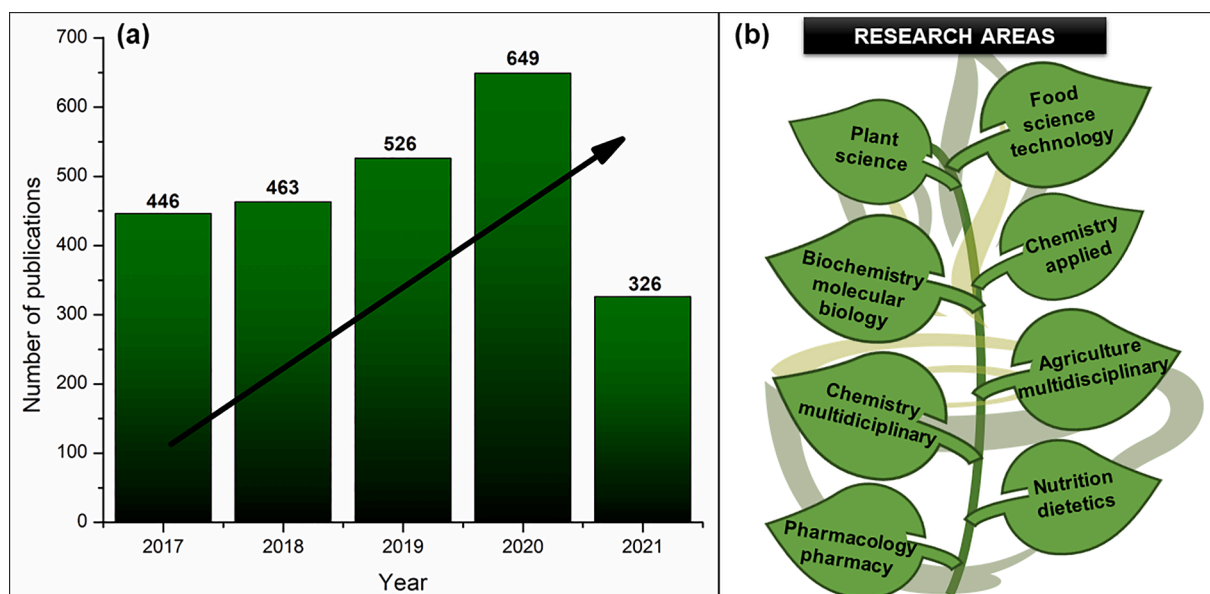 (a)
700
600
500
400
300
200
100
0
Number of publications
446
463
526
649
326
2017
2018
2019
2020
2021
Year
(b)
RESEARCH AREAS
Plant
science
Food
science
technology
Biochemistry
molecular
biology
Chemistry
applied
Chemistry
multidiciplinary
Agriculture
multidisciplinary
Pharmacology
pharmacy
Nutrition
dietetics